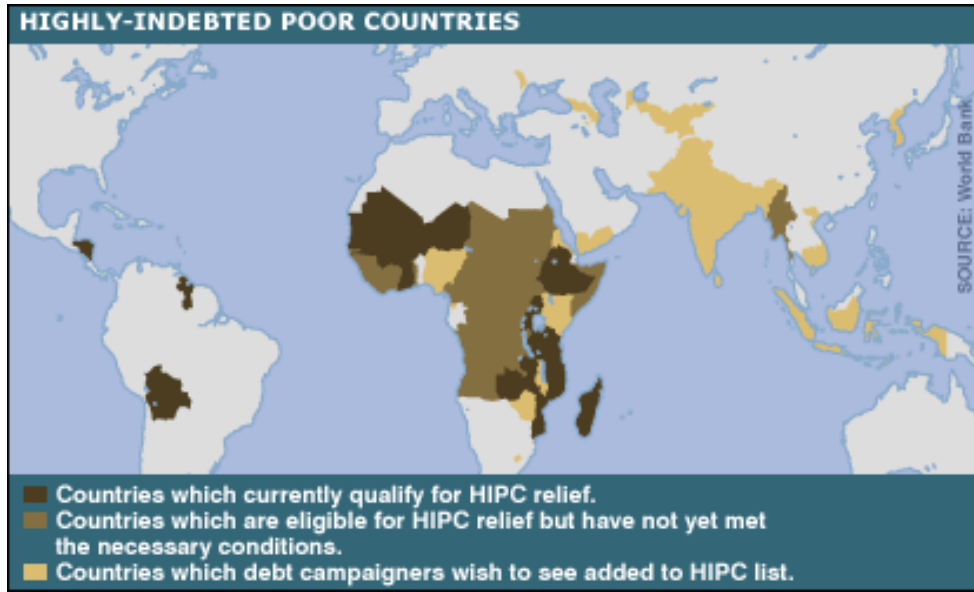 HIGHLY-INDEBTED POOR COUNTRIES
SOURCE: World Bank
Countries which currently qualify for HIPC relief.
Countries which are eligible for HIPC relief but have not yet met
the necessary conditions.
Countries which debt campaigners wish to see added to HIPC list.